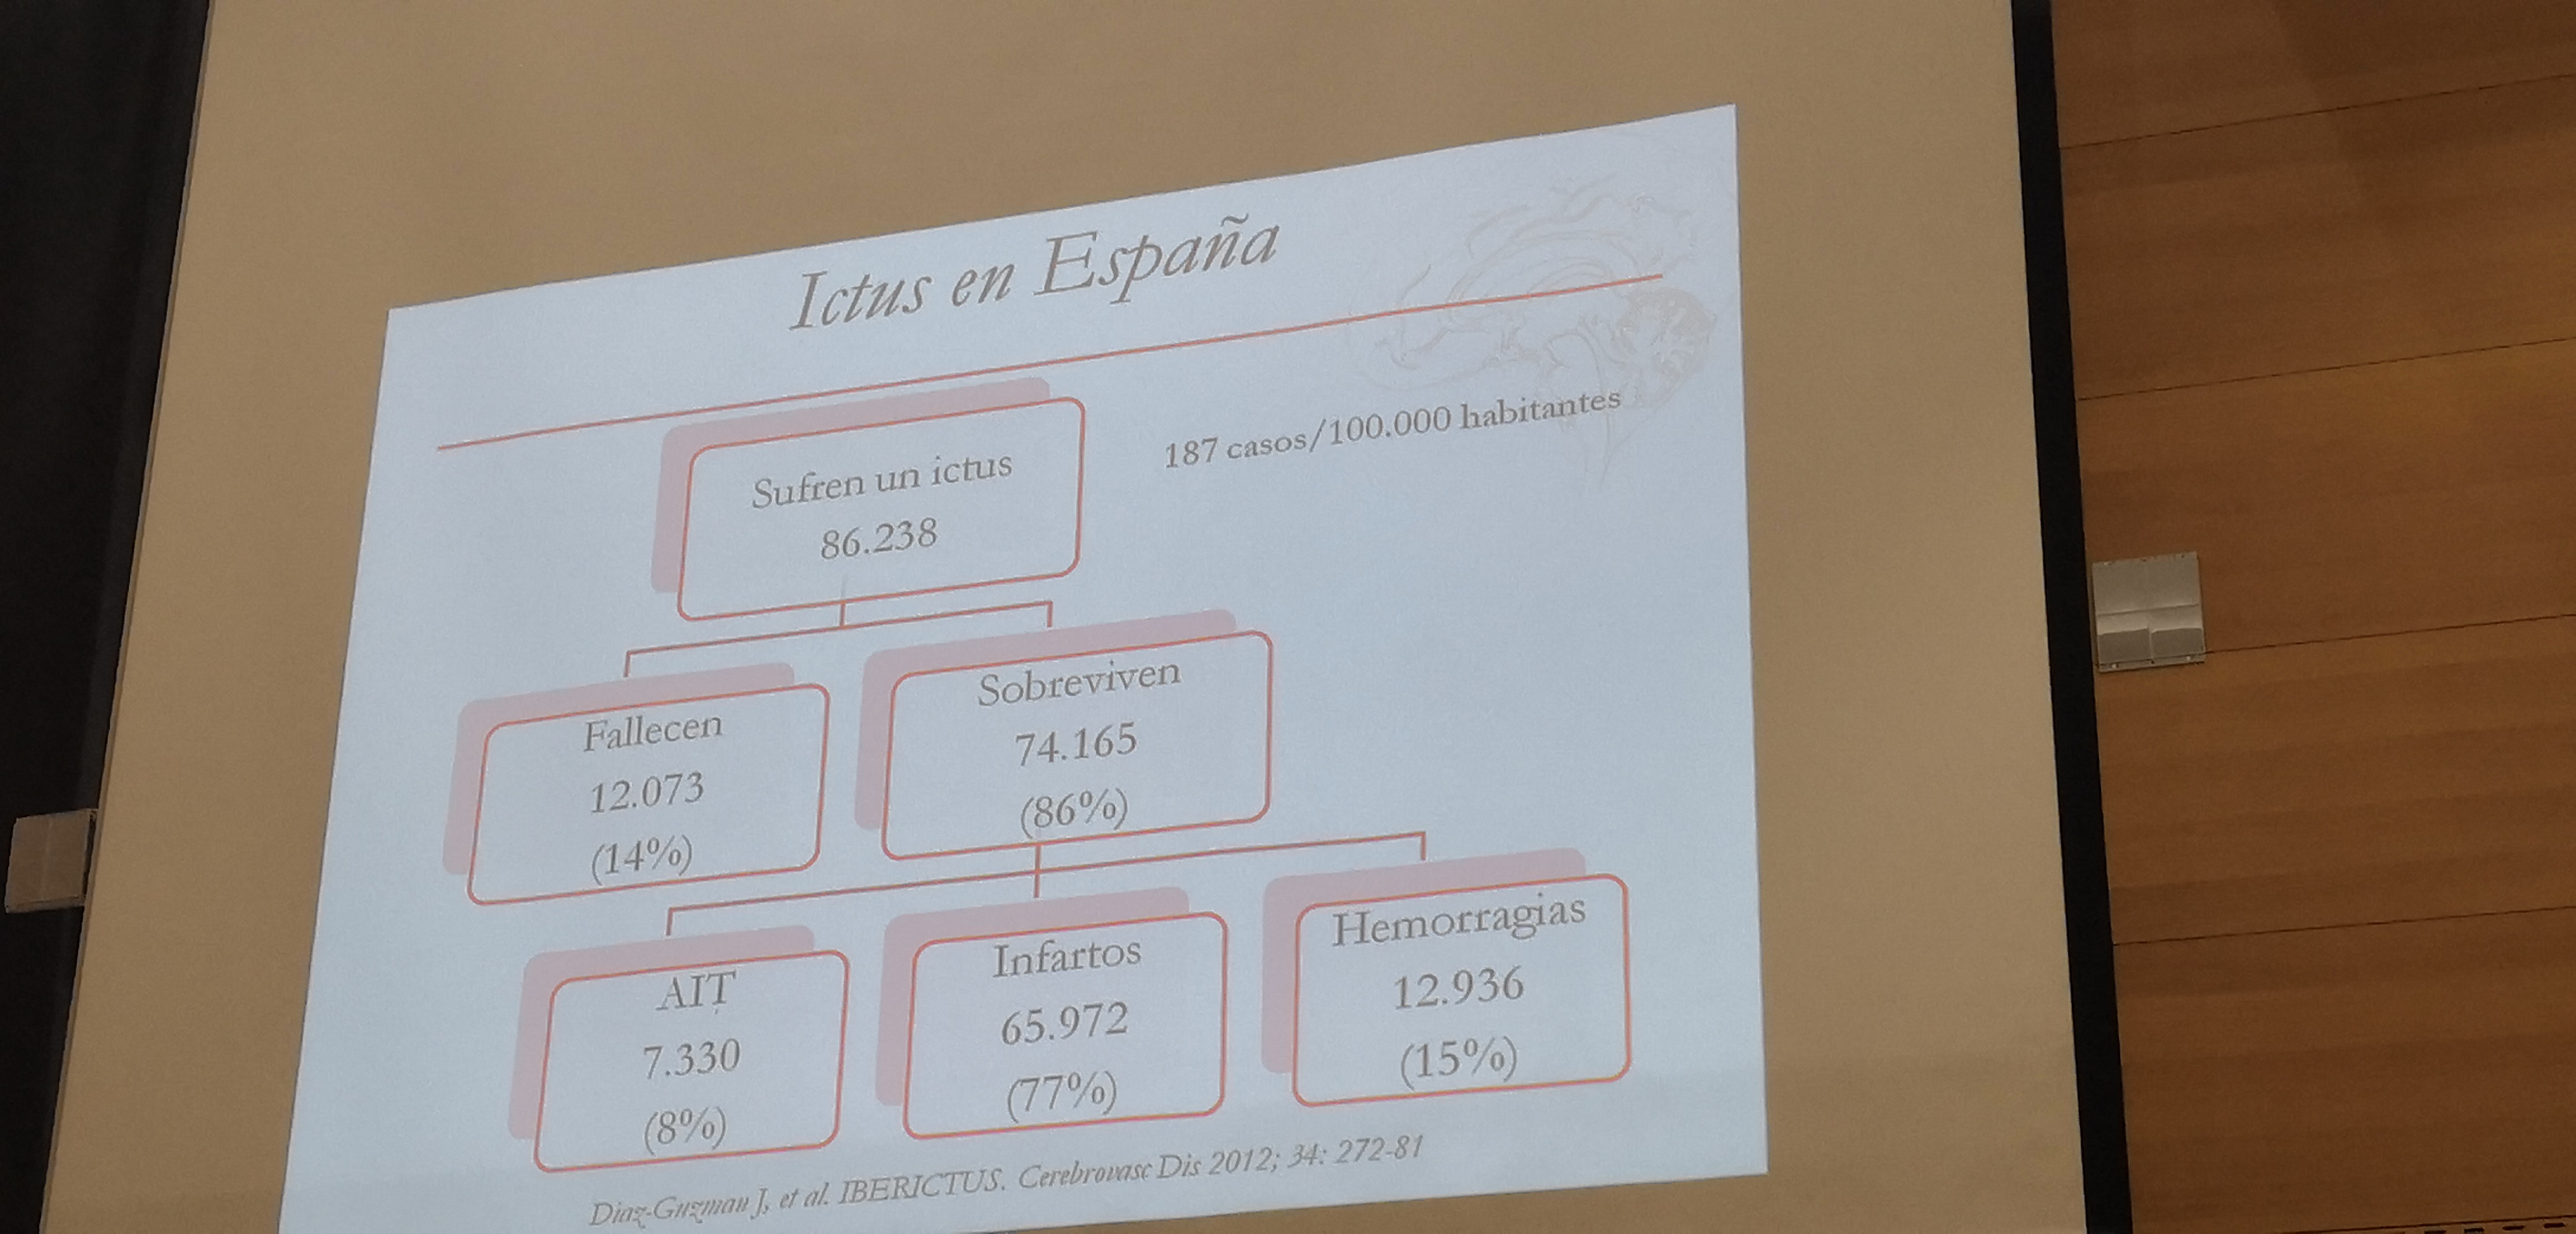 Ictus en España
187 casos/100.000 habitantes
Sufren un ictus
86.238
Fallecen
12.073
(14%)
Sobreviven
74.165
(86%)
AIT
7.330
(8%)
Infartos
65.972
(77%)
Hemorragias
12.936
(15%)
Diaz-Guzman J, et al. IBERICTUS. Cerebrovasc Dis 2012; 34: 272-81